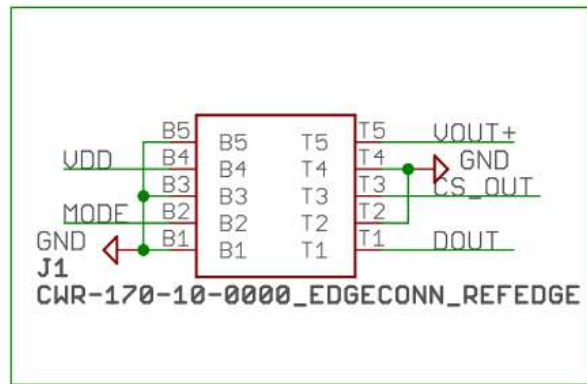 B5 B5 T5 T5 VOUT+
VDD B4 B4 T4 T4 GND
B3 B3 T3 T3 CS_OUT
MODE B2 B2 T2 T2
GND B1 B1 T1 T1 DOUT
J1
CWR-170-10-0000_EDGECONN_REFEDGE